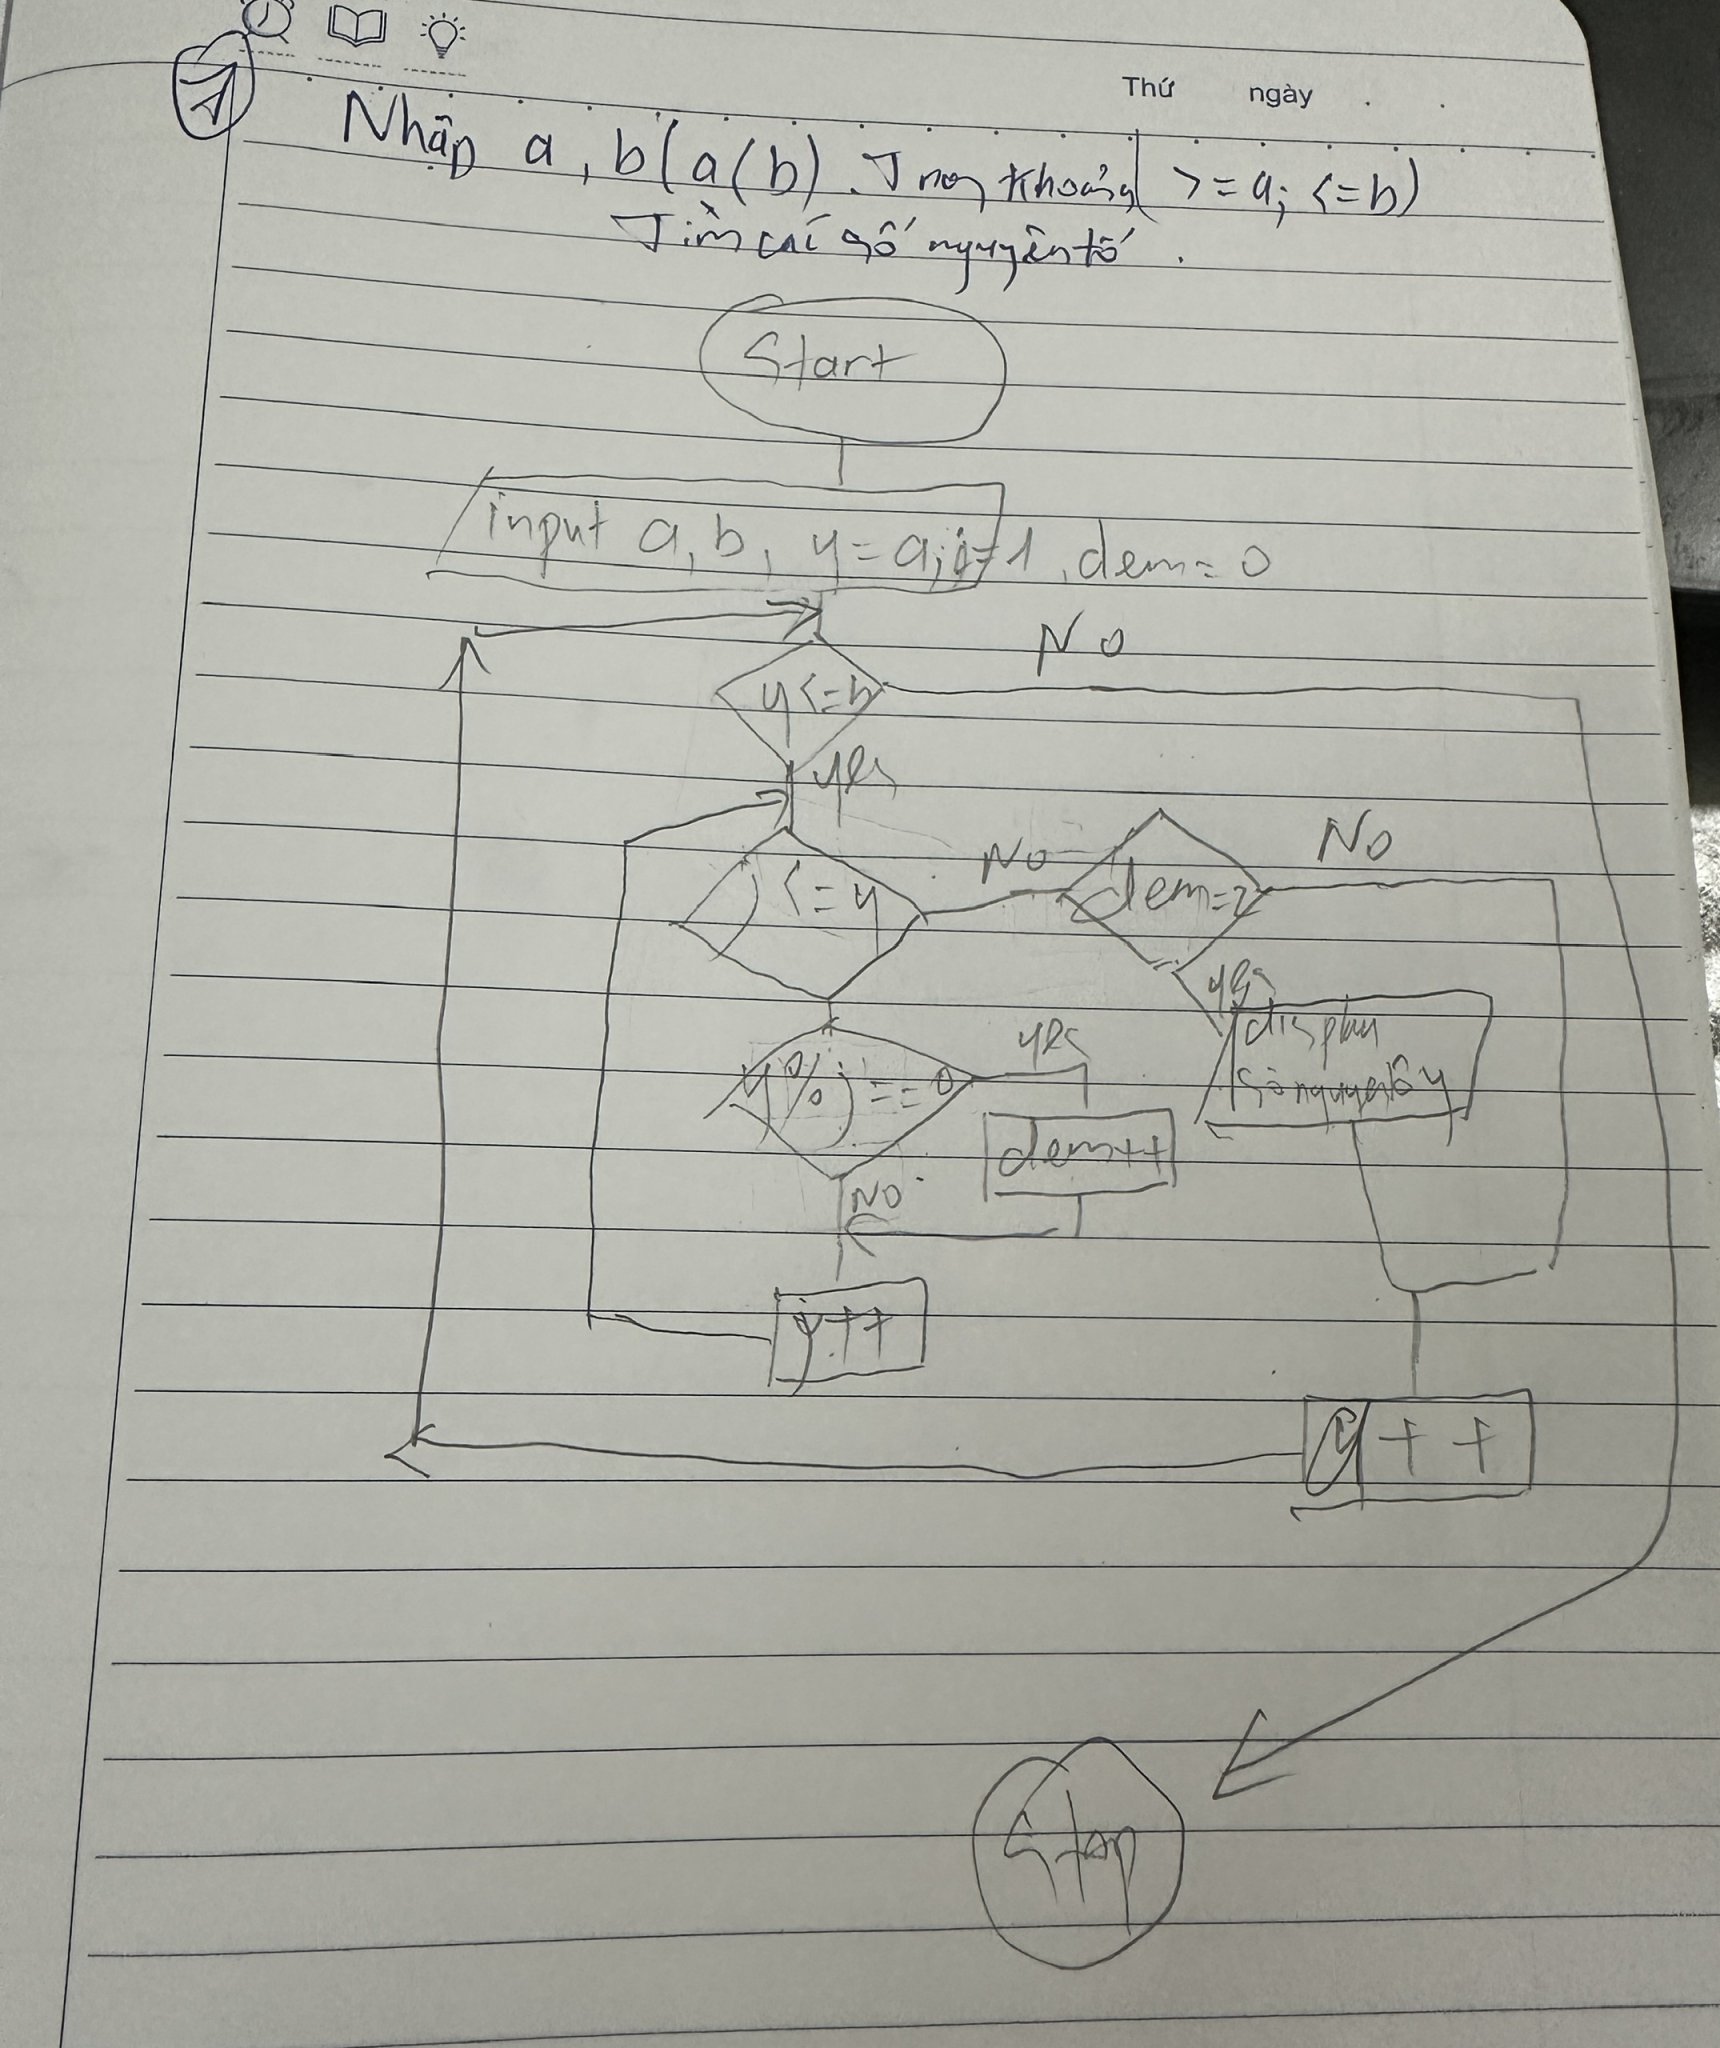 Thứ ngày
1
Nhập a, b (a<b). Trong khoảng ( >= a; <= b)
Tìm các số nguyên tố.
Start
input a, b, y=a; j=1, dem=0
No
y<=b
yes
j <= y
No
dem=2
No
yes
display
số nguyên tố y
y%j == 0
yes
dem++
No
j++
y++
Stop